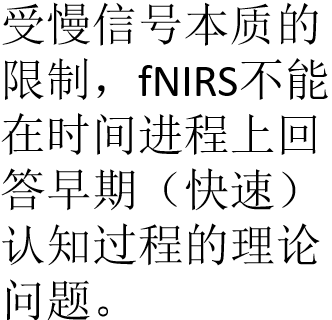 受慢信号本质的
限制，fNIRS不能
在时间进程上回
答早期（快速）
认知过程的理论
问题。